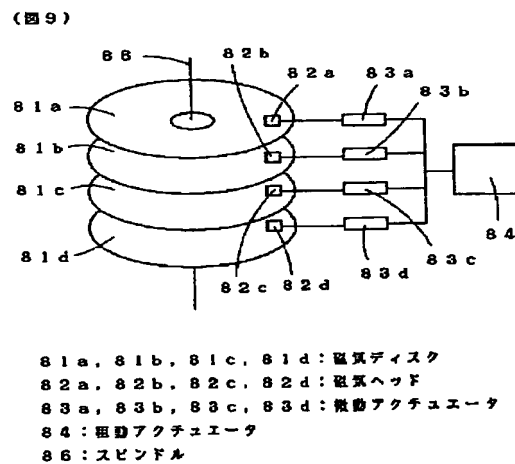 (図9)
86
82b
82a
83a
83b
81a
81b
81c
81d
82c
82d
83d
83c
84
81a, 81b, 81c, 81d:磁気ディスク
82a, 82b, 82c, 82d:磁気ヘッド
83a, 83b, 83c, 83d:微動アクチュエータ
84:粗動アクチュエータ
86:スピンドル